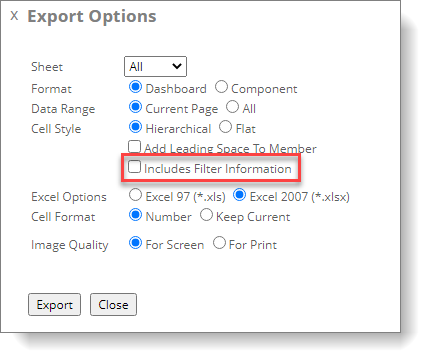 x Export Options
Sheet All
Format Dashboard Component
Data Range Current Page All
Cell Style Hierarchical Flat
Add Leading Space To Member
Includes Filter Information
Excel Options Excel 97 (*.xls) Excel 2007 (*.xlsx)
Cell Format Number Keep Current
Image Quality For Screen For Print
Export Close